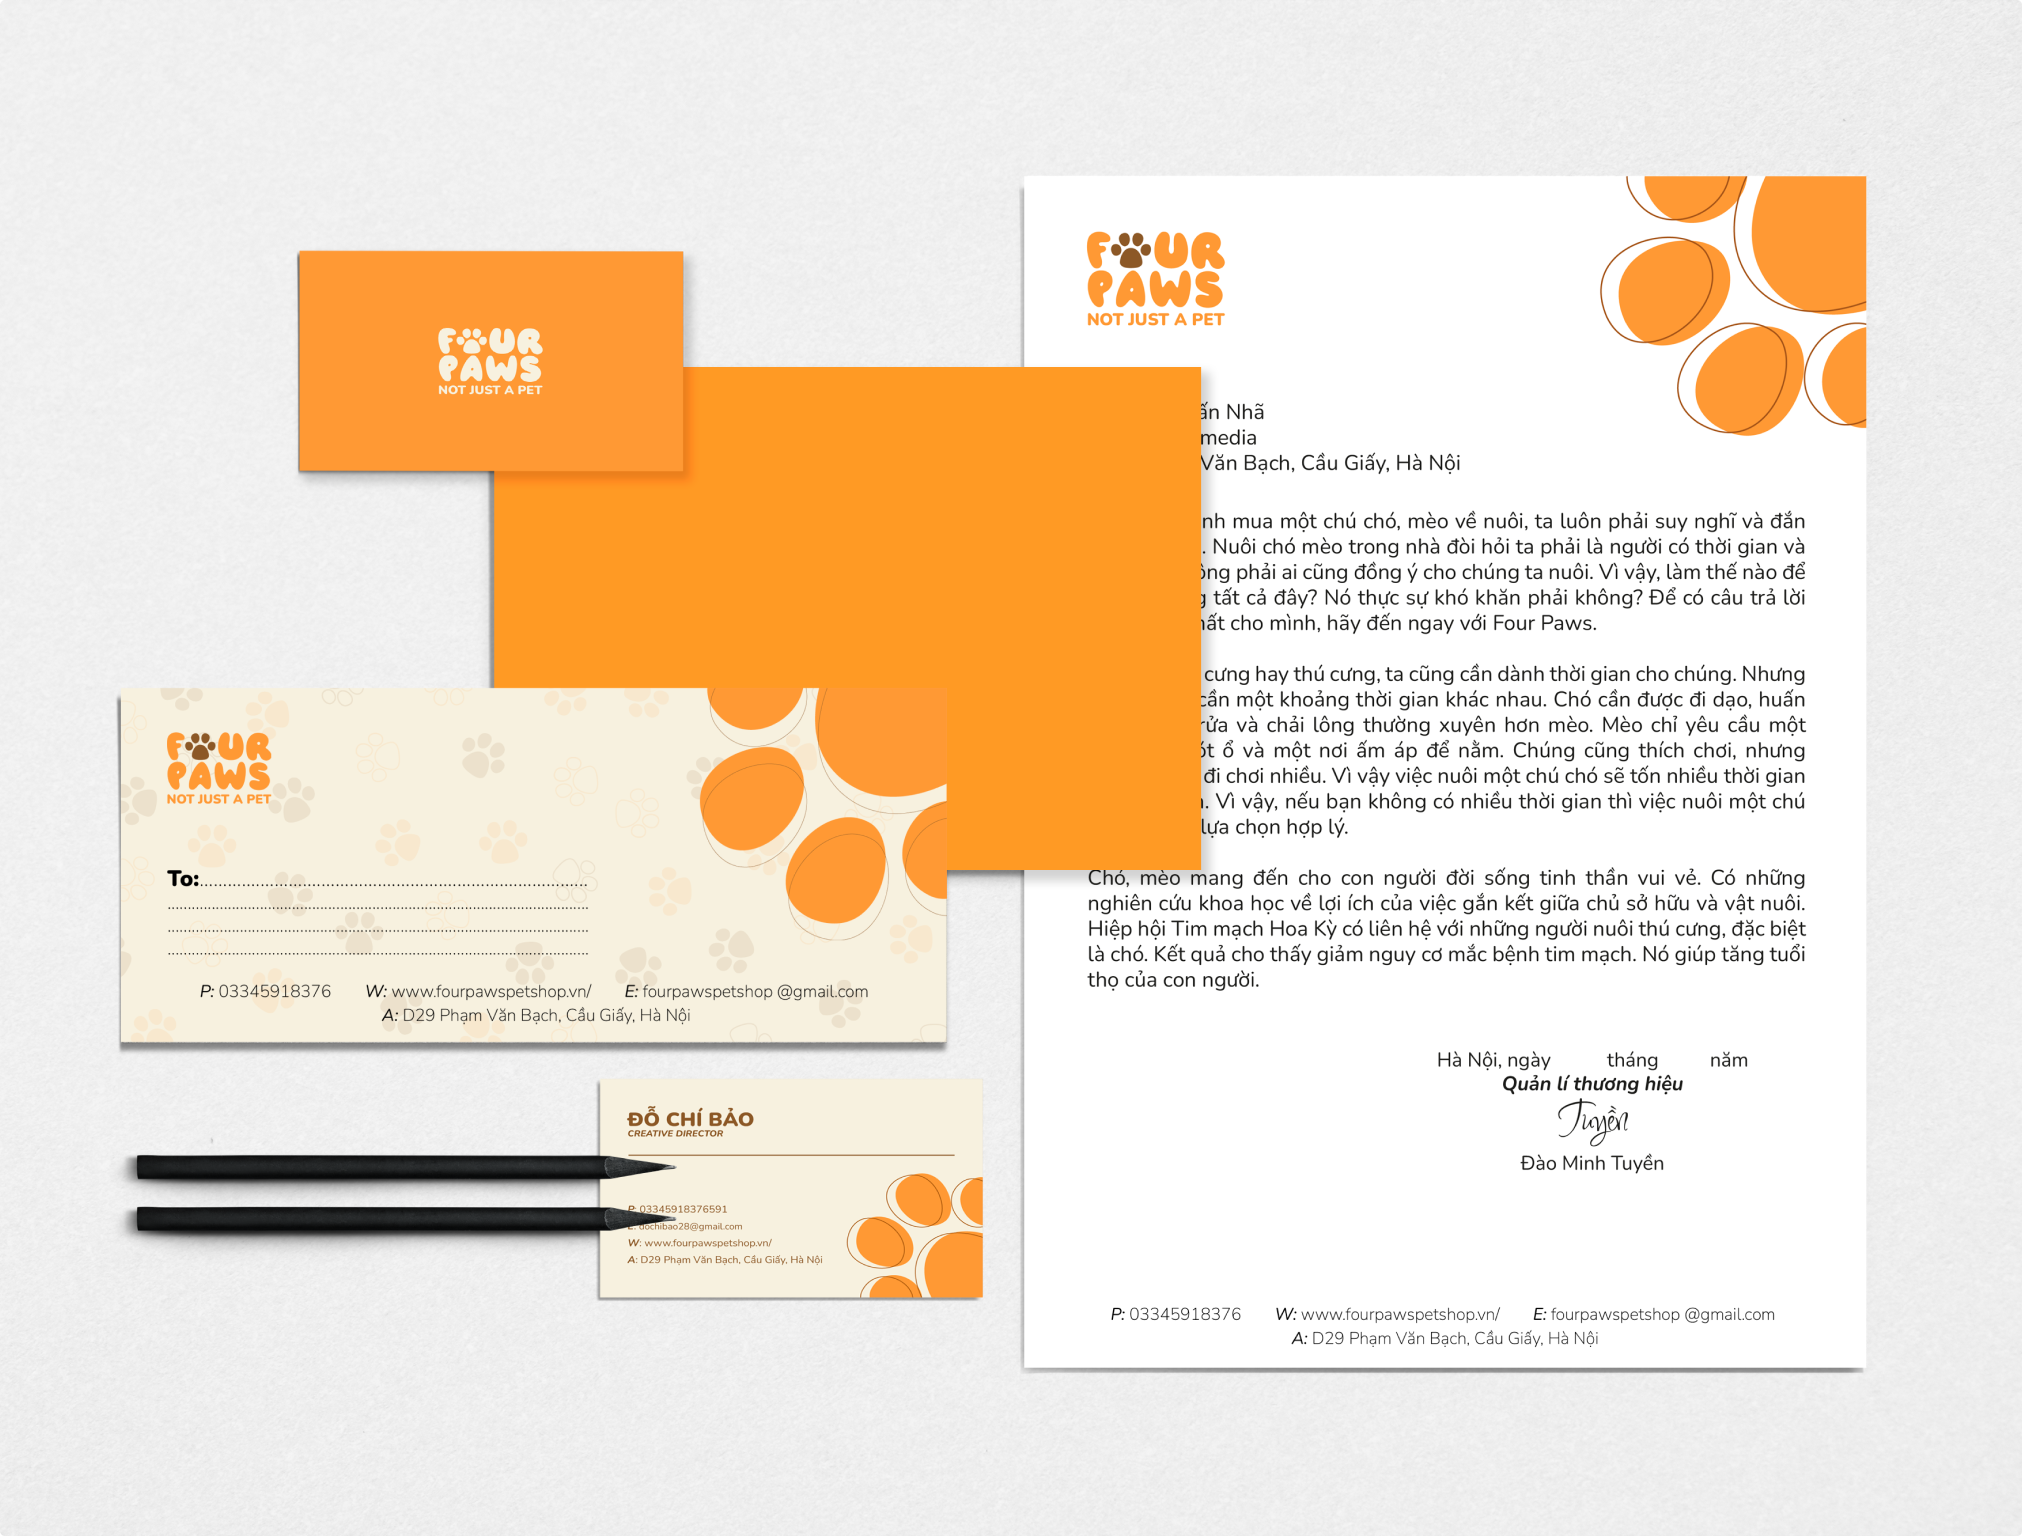 FOUR
PAWS
NOT JUST A PET
FOUR
PAWS
NOT JUST A PET
To:
P: 03345918376 W: www.fourpawspetshop.vn/ E: fourpawspetshop @gmail.com
A: D29 Phạm Văn Bạch, Cầu Giấy, Hà Nội
ĐỖ CHÍ BẢO
CREATIVE DIRECTOR
P: 03345918376591
E: dochibao28@gmail.com
W: www.fourpawspetshop.vn/
A: D29 Phạm Văn Bạch, Cầu Giấy, Hà Nội
FOUR
PAWS
NOT JUST A PET
Nhã
media
Văn Bạch, Cầu Giấy, Hà Nội
mua một chú chó, mèo về nuôi, ta luôn phải suy nghĩ và đắn
. Nuôi chó mèo trong nhà đòi hỏi ta phải là người có thời gian và
phải ai cũng đồng ý cho chúng ta nuôi. Vì vậy, làm thế nào để
tất cả đây? Nó thực sự khó khăn phải không? Để có câu trả lời
cho mình, hãy đến ngay với Four Paws.
cưng hay thú cưng, ta cũng cần dành thời gian cho chúng. Nhưng
cần một khoảng thời gian khác nhau. Chó cần được đi dạo, huấn
rửa và chải lông thường xuyên hơn mèo. Mèo chỉ yêu cầu một
ổ và một nơi ấm áp để nằm. Chúng cũng thích chơi, nhưng
đi chơi nhiều. Vì vậy việc nuôi một chú chó sẽ tốn nhiều thời gian
. Vì vậy, nếu bạn không có nhiều thời gian thì việc nuôi một chú
lựa chọn hợp lý.
Chó, mèo mang đến cho con người đời sống tinh thần vui vẻ. Có những
nghiên cứu khoa học về lợi ích của việc gắn kết giữa chủ sở hữu và vật nuôi.
Hiệp hội Tim mạch Hoa Kỳ có liên hệ với những người nuôi thú cưng, đặc biệt
là chó. Kết quả cho thấy giảm nguy cơ mắc bệnh tim mạch. Nó giúp tăng tuổi
thọ của con người.
Hà Nội, ngày tháng năm
Quản lí thương hiệu
Tuyền
Đào Minh Tuyền
P: 03345918376 W: www.fourpawspetshop.vn/ E: fourpawspetshop @gmail.com
A: D29 Phạm Văn Bạch, Cầu Giấy, Hà Nội